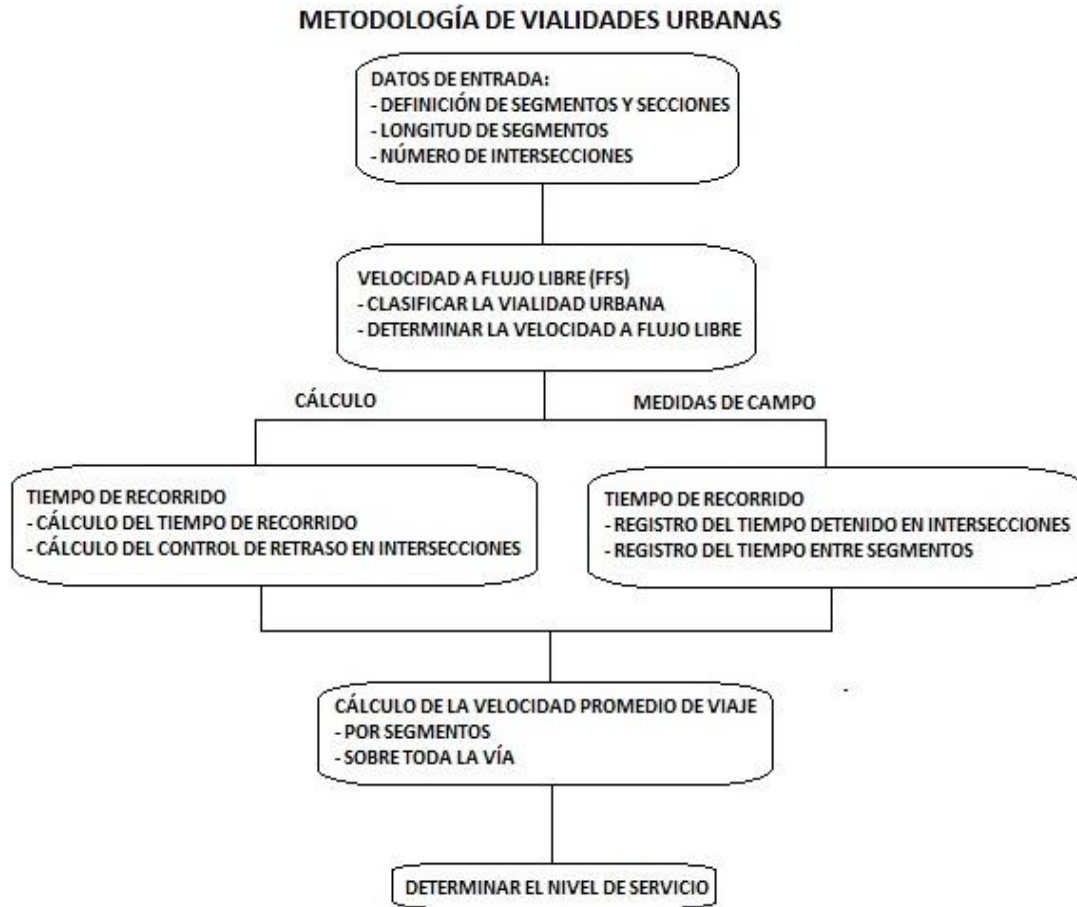 METODOLOGÍA DE VIALIDADES URBANAS
DATOS DE ENTRADA:
- DEFINICIÓN DE SEGMENTOS Y SECCIONES
- LONGITUD DE SEGMENTOS
- NÚMERO DE INTERSECCIONES
VELOCIDAD A FLUJO LIBRE (FFS)
- CLASIFICAR LA VIALIDAD URBANA
- DETERMINAR LA VELOCIDAD A FLUJO LIBRE
CÁLCULO
MEDIDAS DE CAMPO
TIEMPO DE RECORRIDO
- CÁLCULO DEL TIEMPO DE RECORRIDO
- CÁLCULO DEL CONTROL DE RETRASO EN INTERSECCIONES
TIEMPO DE RECORRIDO
- REGISTRO DEL TIEMPO DETENIDO EN INTERSECCIONES
- REGISTRO DEL TIEMPO ENTRE SEGMENTOS
CÁLCULO DE LA VELOCIDAD PROMEDIO DE VIAJE
- POR SEGMENTOS
- SOBRE TODA LA VÍA
DETERMINAR EL NIVEL DE SERVICIO